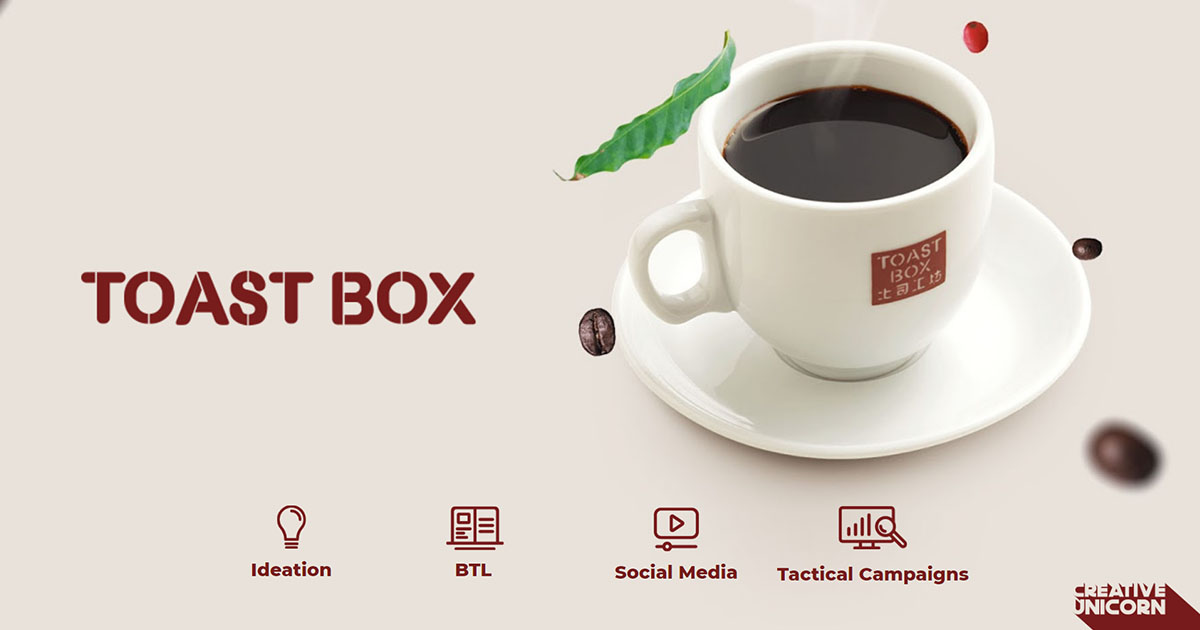 TOAST BOX
TOAST
BOX
土司工坊
Ideation
BTL
Social Media
Tactical Campaigns
CREATIVE
UNICORN